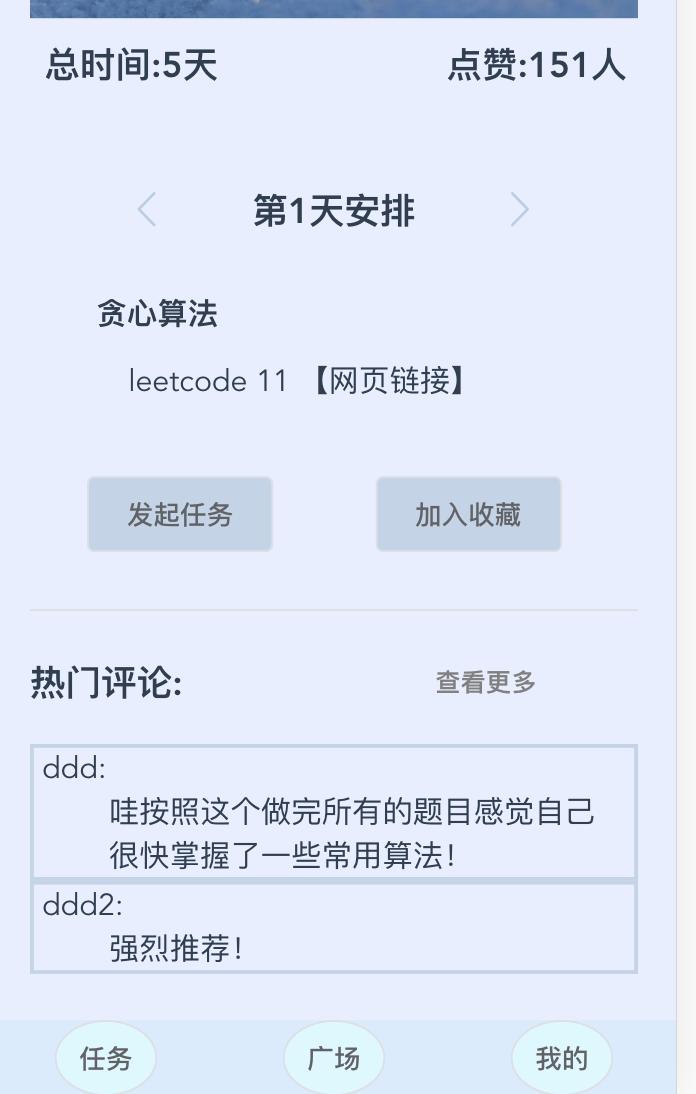 总时间:5天 点赞:151人
第1天安排
贪心算法
leetcode 11 【网页链接】
发起任务 加入收藏
热门评论: 查看更多
ddd:
哇按照这个做完所有的题目感觉自己
很快掌握了一些常用算法！
ddd2:
强烈推荐！
任务 广场 我的